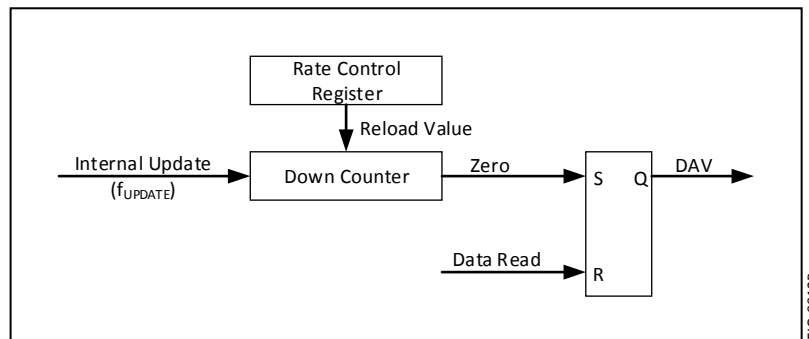 Rate Control
Register
Reload Value
Internal Update
(fUPDATE)
Down Counter
Zero
S
Q
DAV
Data Read
R